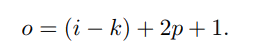 o = (i − k) + 2p + 1.